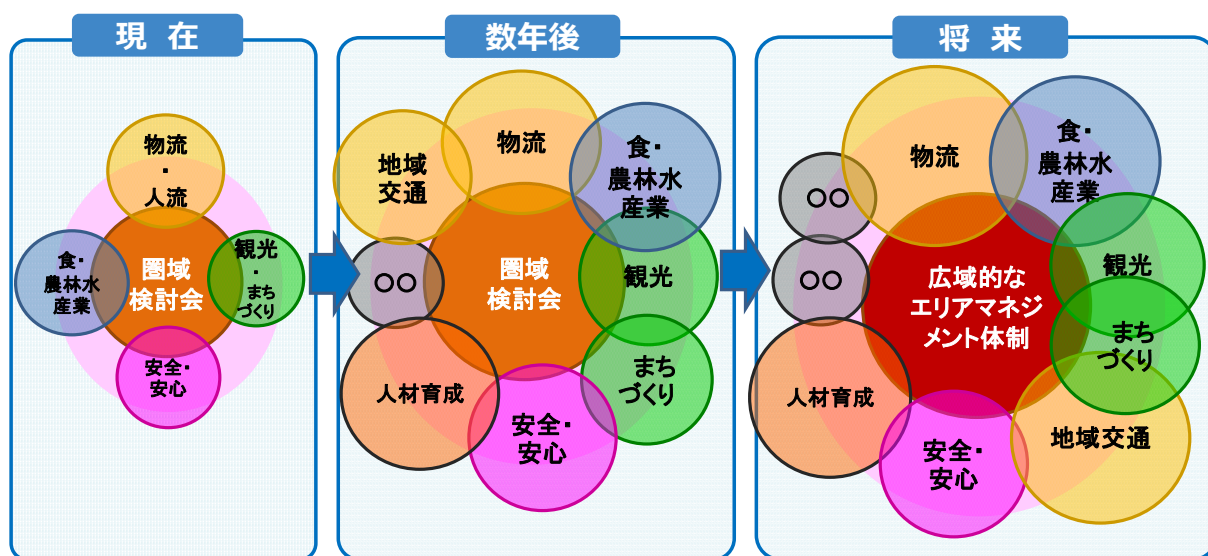 現 在
物流
・
人流
食・
農林水
産業
圏域
検討会
観光
・
まち
づくり
安全・
安心
数年後
物流
地域
交通
食・
農林水
産業
○○
圏域
検討会
観光
人材育成
まち
づくり
安全・
安心
将 来
物流
食・
農林水
産業
○○
○○
広域的な
エリアマネジ
メント体制
観光
まち
づくり
人材育成
地域交通
安全・
安心